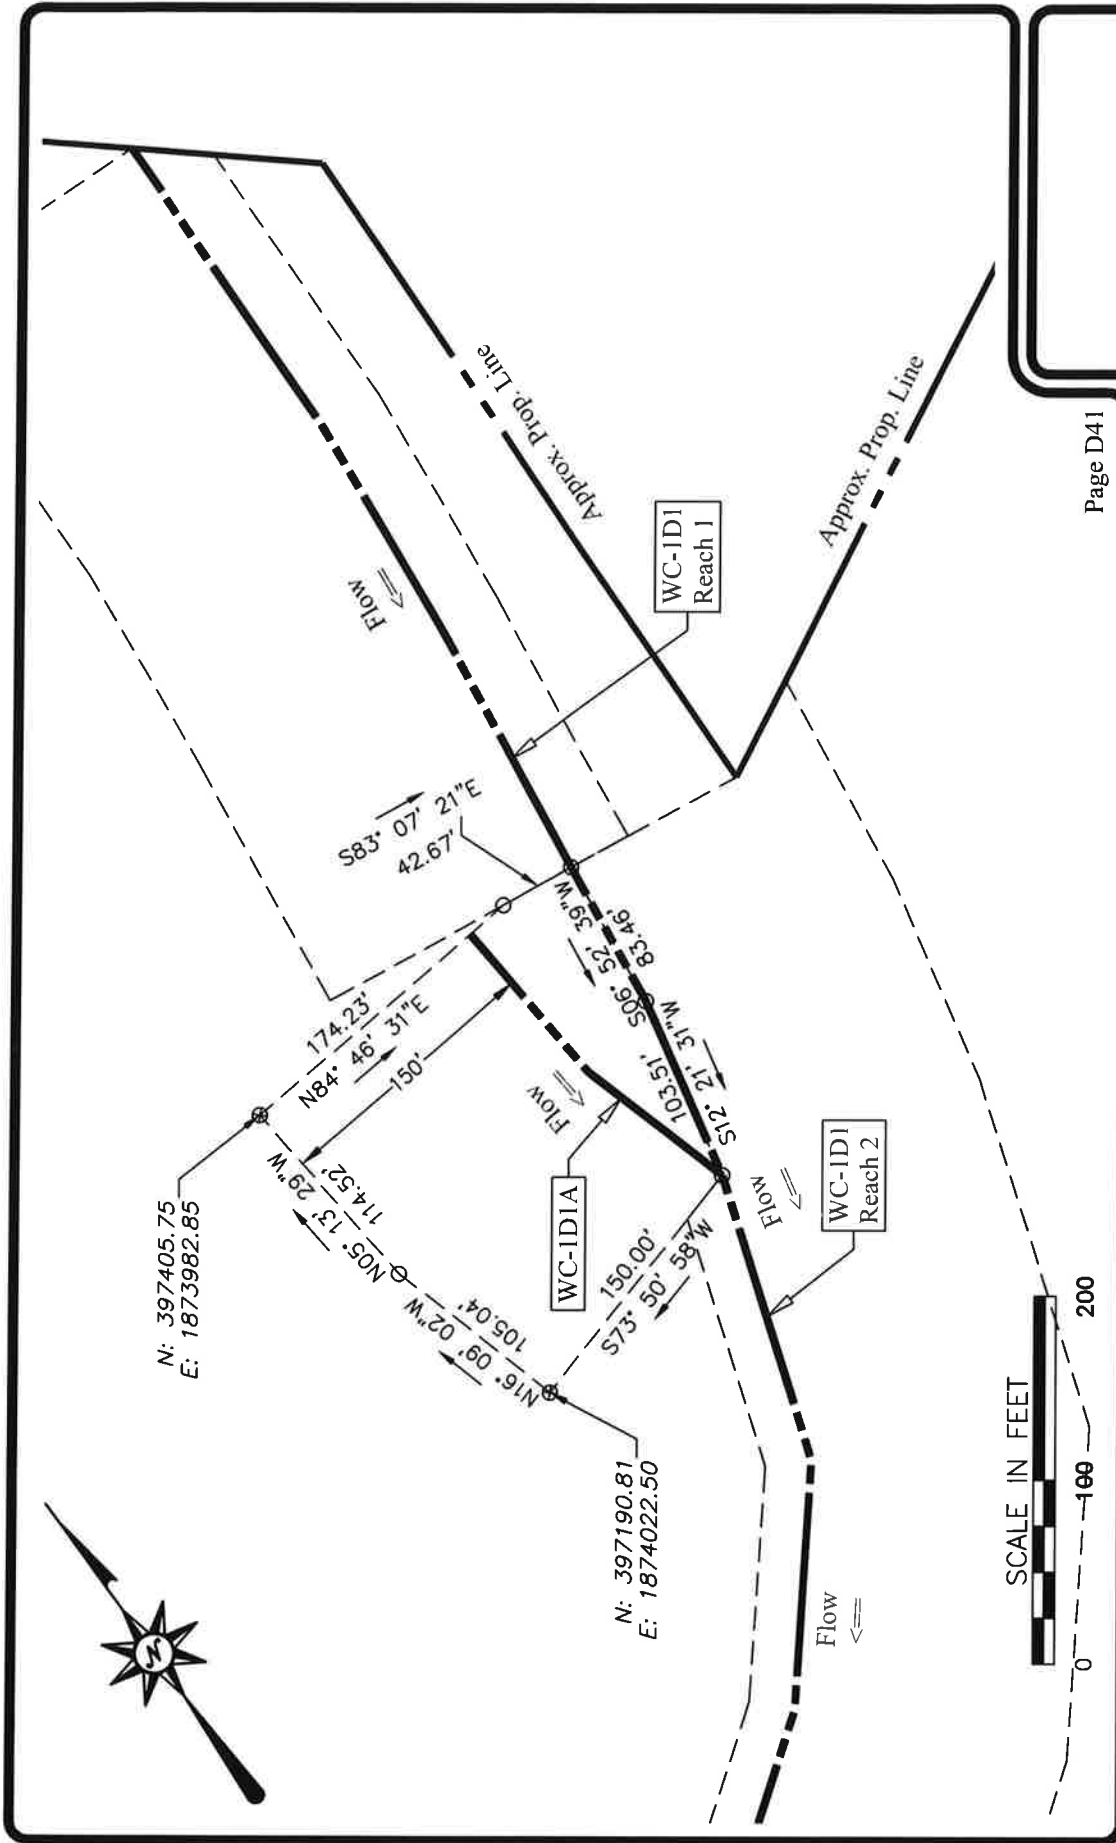 Approx. Prop. Line
Approx. Prop. Line
Page D41
Flow
WC-1D1
Reach 1
S83° 07' 21"E
42.67'
S06° 52' 39"W
83.46'
174.23'
N84° 46' 31"E
150'
Flow
103.51'
S12° 21' 31"W
N: 397405.75
E: 1873982.85
N05° 13' 29"W
114.52'
WC-1D1A
Flow
WC-1D1
Reach 2
150.00'
S73° 50' 58"W
N16° 09' 02"W
105.04'
N: 397190.81
E: 1874022.50
Flow
N
SCALE IN FEET
0
100
200